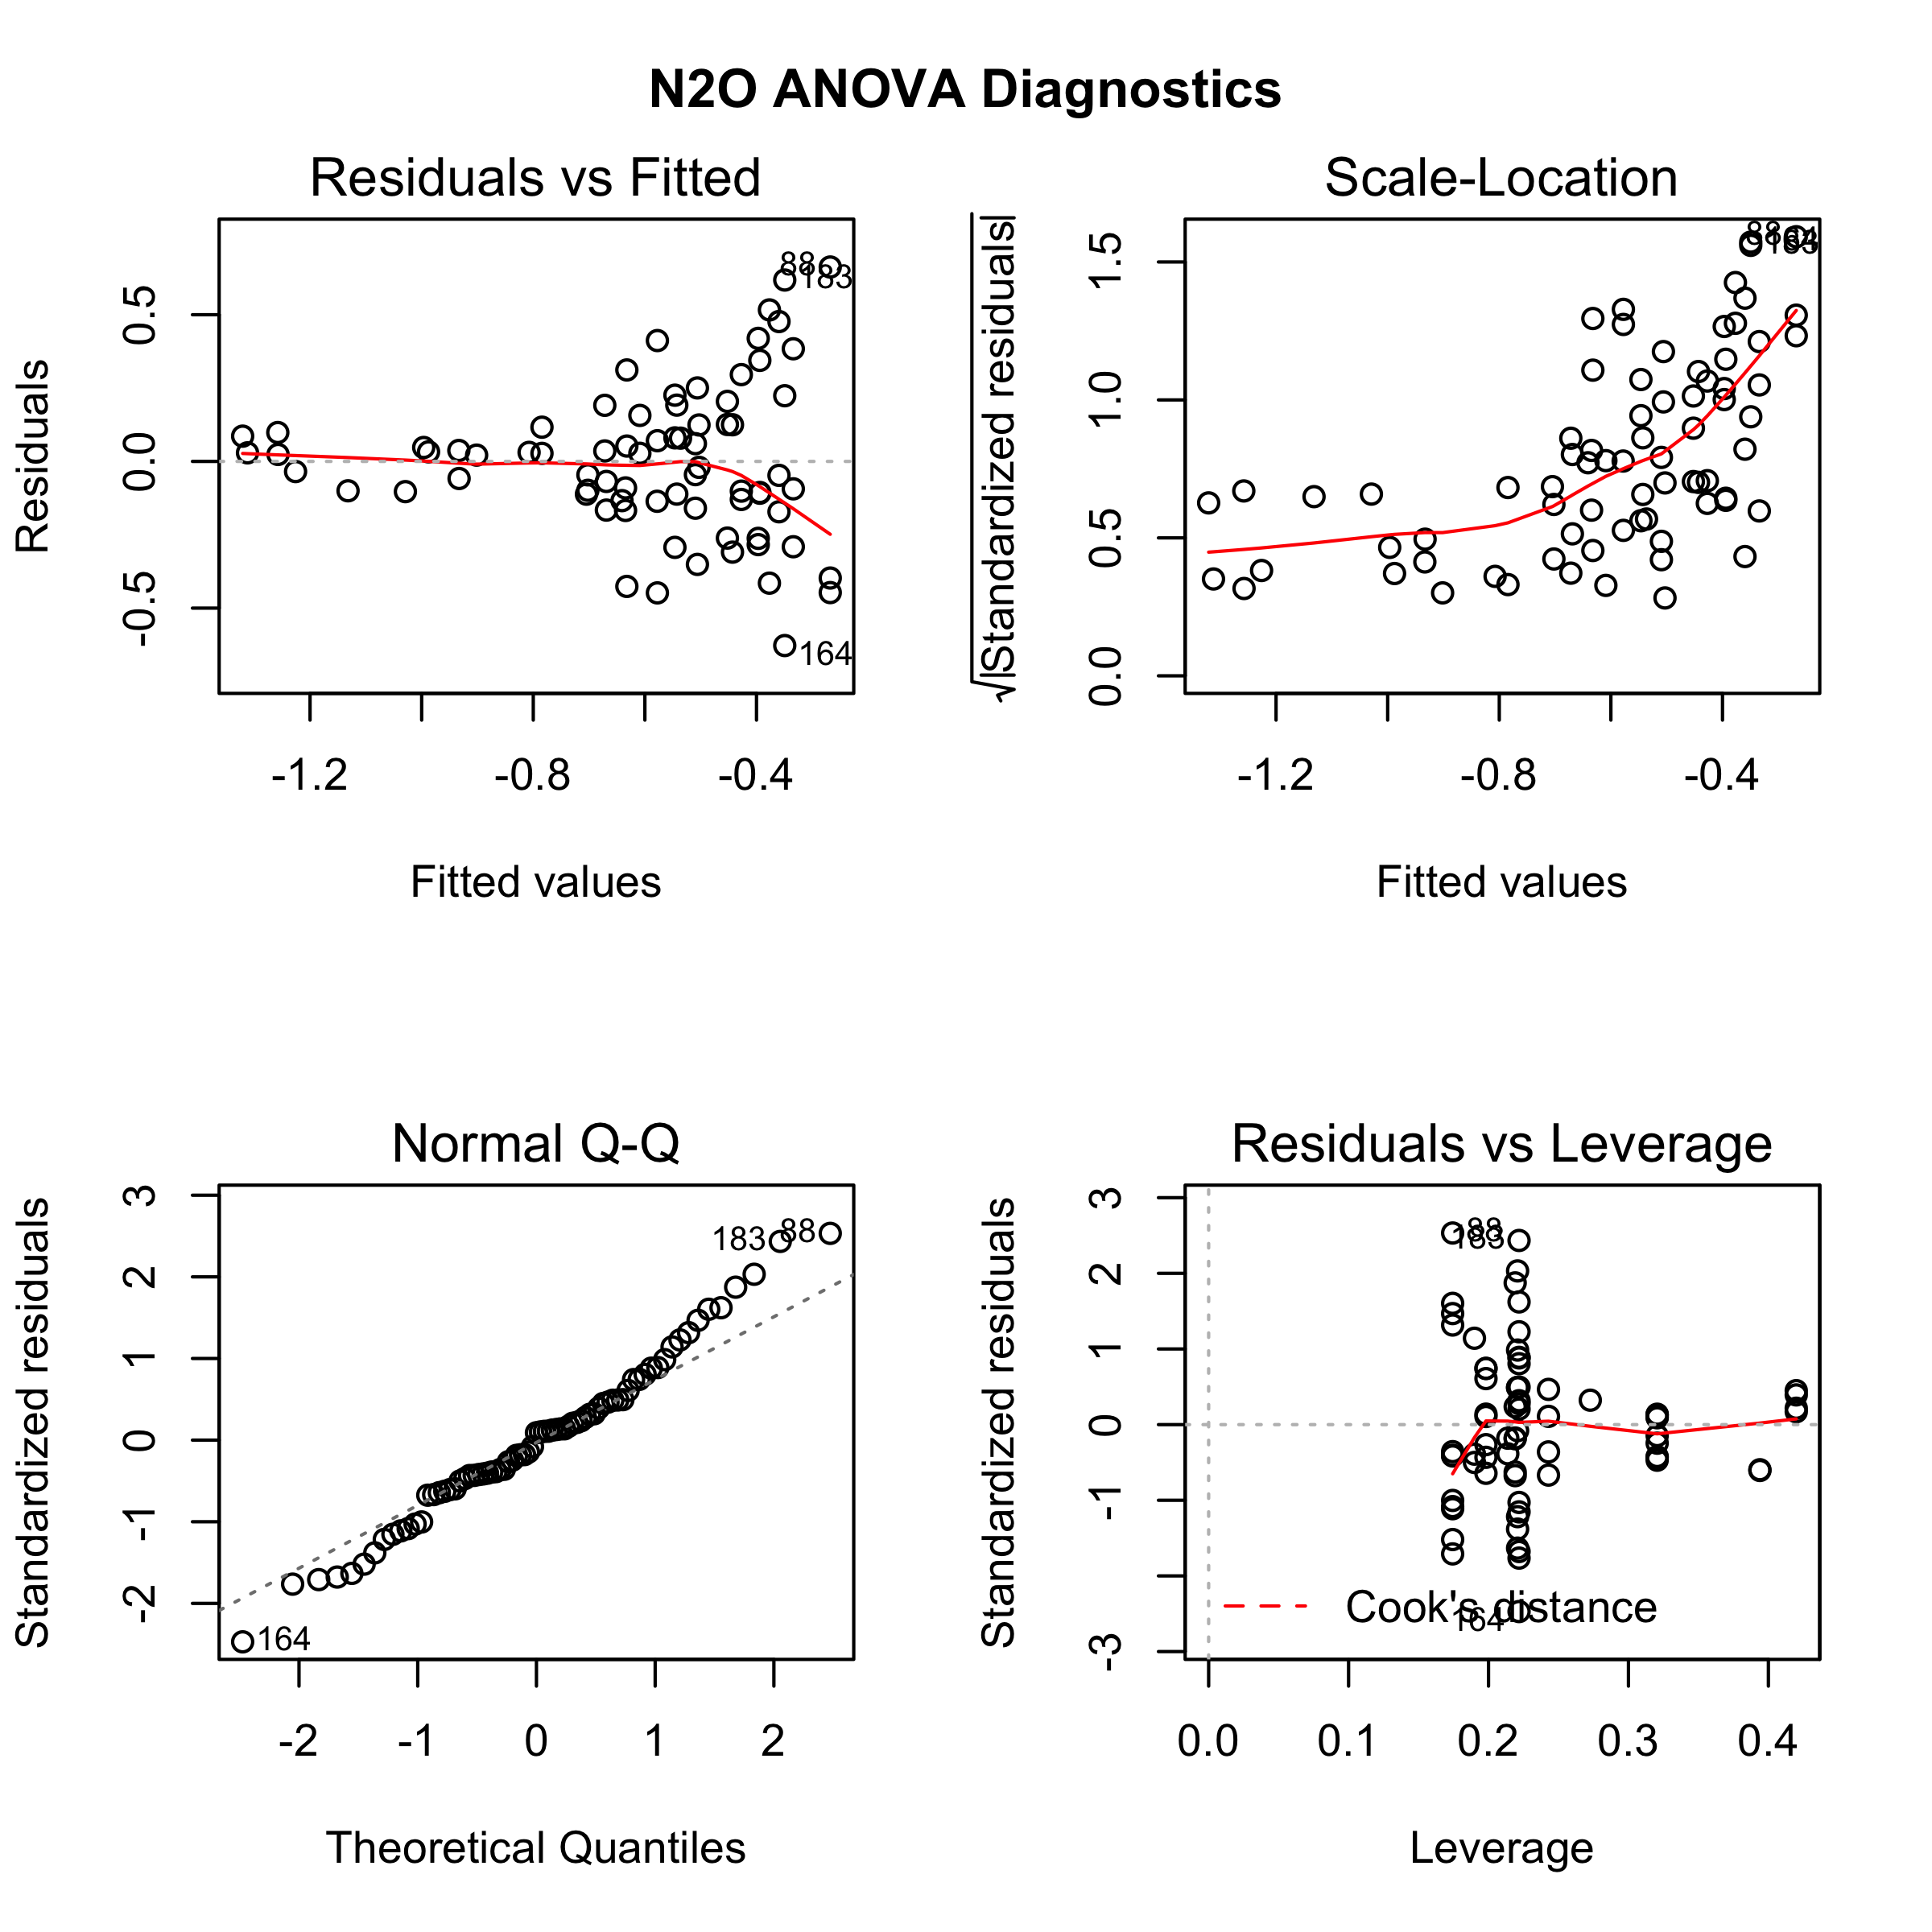 N2O ANOVA Diagnostics
Residuals vs Fitted
Residuals
0.5
0.0
-0.5
88
183
164
-1.2 -0.8 -0.4
Fitted values
Scale-Location
√|Standardized residuals|
1.5
1.0
0.5
0.0
88
183
-1.2 -0.8 -0.4
Fitted values
Normal Q-Q
Standardized residuals
3
2
1
0
-1
-2
183 88
164
-2 -1 0 1 2
Theoretical Quantiles
Residuals vs Leverage
Standardized residuals
3
2
1
0
-1
-3
88
183
Cook's distance
164
0.0 0.1 0.2 0.3 0.4
Leverage